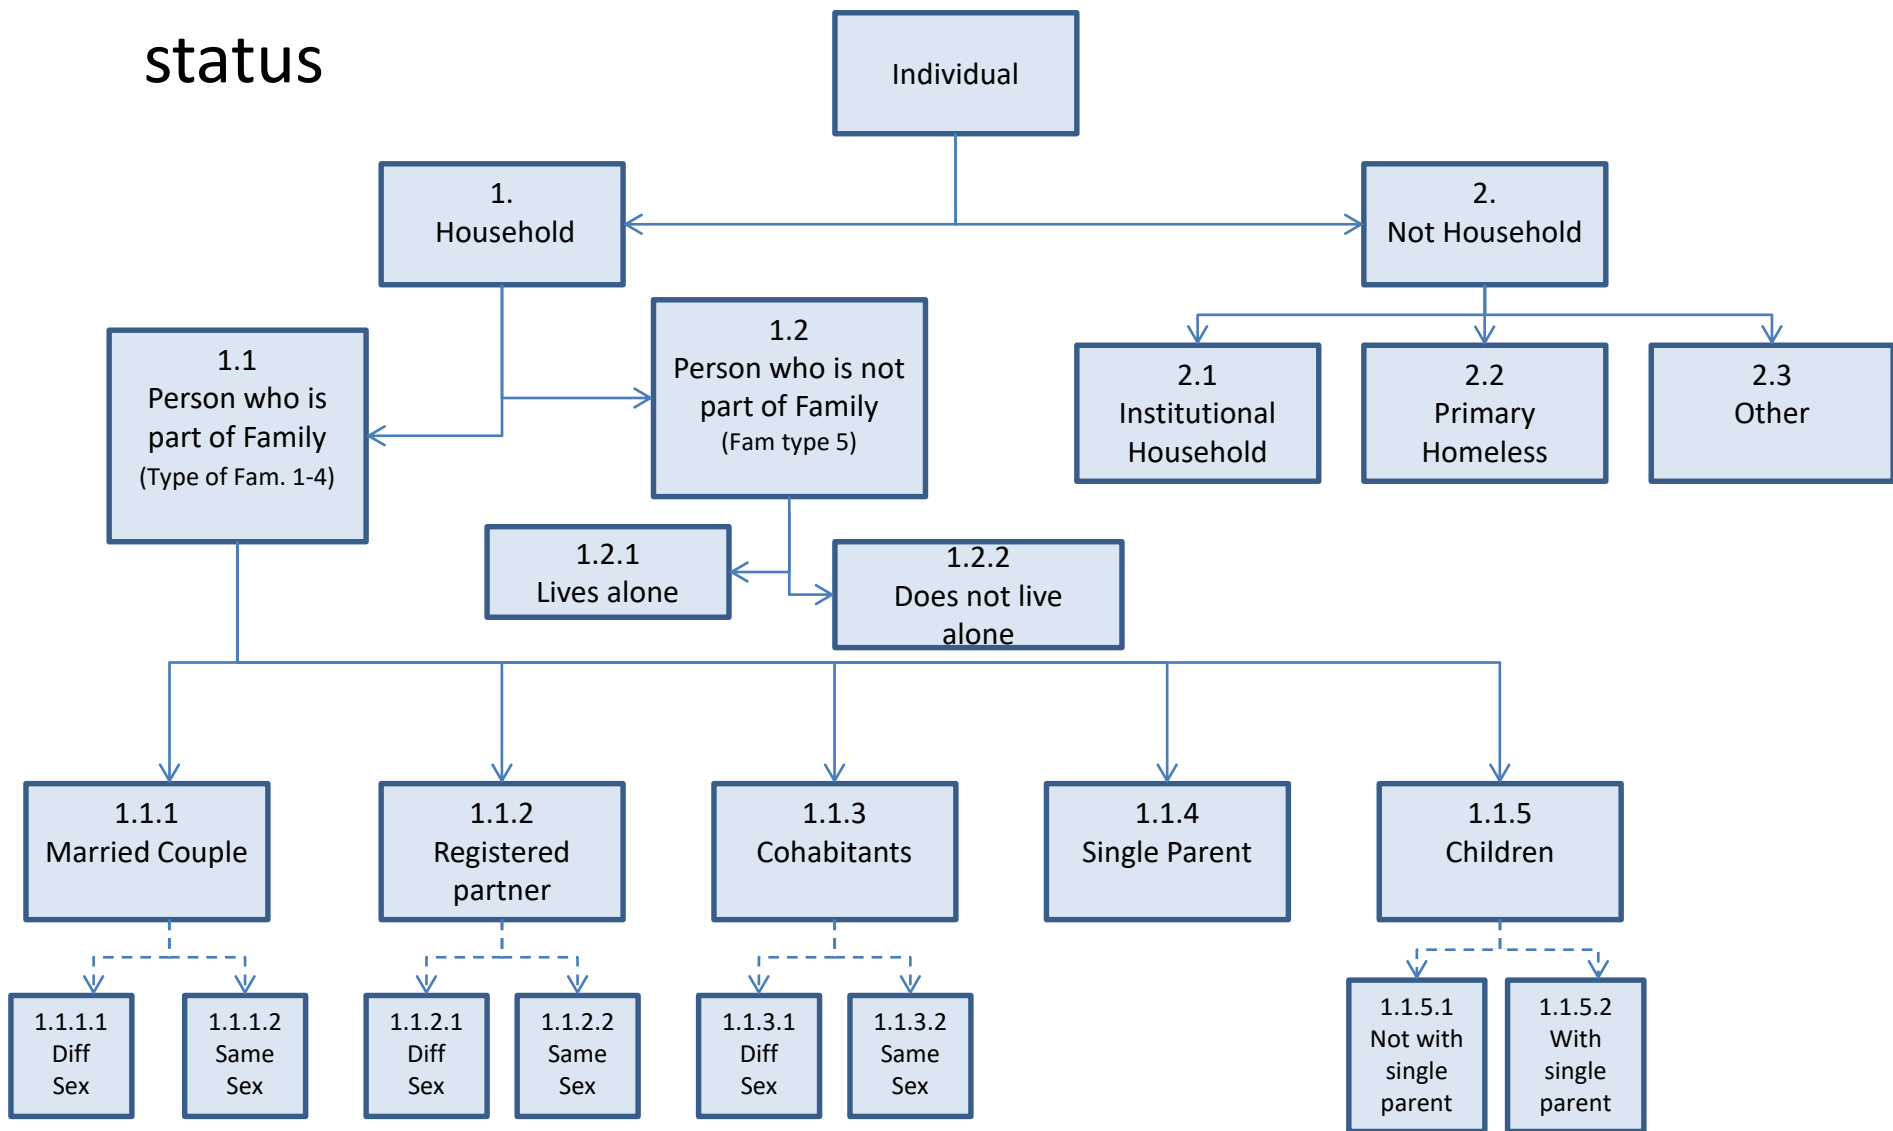 status
Individual
1.
Household
2.
Not Household
1.1
Person who is
part of Family
(Type of Fam. 1-4)
1.2
Person who is not
part of Family
(Fam type 5)
2.1
Institutional
Household
2.2
Primary
Homeless
2.3
Other
1.2.1
Lives alone
1.2.2
Does not live
alone
1.1.1
Married Couple
1.1.2
Registered
partner
1.1.3
Cohabitants
1.1.4
Single Parent
1.1.5
Children
1.1.1.1
Diff
Sex
1.1.1.2
Same
Sex
1.1.2.1
Diff
Sex
1.1.2.2
Same
Sex
1.1.3.1
Diff
Sex
1.1.3.2
Same
Sex
1.1.5.1
Not with
single
parent
1.1.5.2
With
single
parent